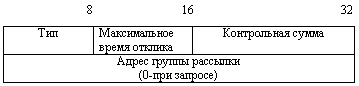 8 16 32
Тип Максимальное время отклика Контрольная сумма
Адрес группы рассылки
(0-при запросе)